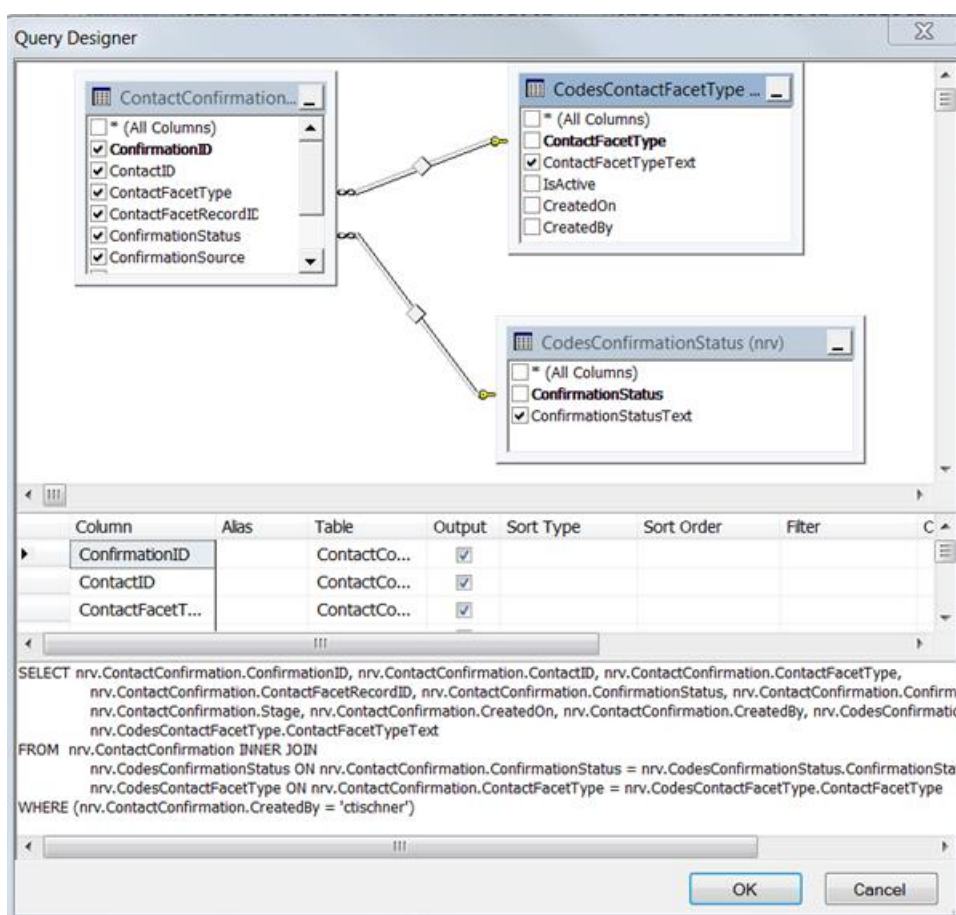 Query Designer
ContactConfirmation...
* (All Columns)
ConfirmationID
ContactID
ContactFacetType
ContactFacetRecordID
ConfirmationStatus
ConfirmationSource
CodesContactFacetType ...
* (All Columns)
ContactFacetType
ContactFacetTypeText
IsActive
CreatedOn
CreatedBy
CodesConfirmationStatus (nrv)
* (All Columns)
ConfirmationStatus
ConfirmationStatusText
Column Alias Table Output Sort Type Sort Order Filter C
ConfirmationID ContactCo...
ContactID ContactCo...
ContactFacetT... ContactCo...
SELECT nrv.ContactConfirmation.ConfirmationID, nrv.ContactConfirmation.ContactID, nrv.ContactConfirmation.ContactFacetType,
nrv.ContactConfirmation.ContactFacetRecordID, nrv.ContactConfirmation.ConfirmationStatus, nrv.ContactConfirmation.Confirm
nrv.ContactConfirmation.Stage, nrv.ContactConfirmation.CreatedOn, nrv.ContactConfirmation.CreatedBy, nrv.CodesConfirmatio
nrv.CodesContactFacetType.ContactFacetTypeText
FROM nrv.ContactConfirmation INNER JOIN
nrv.CodesConfirmationStatus ON nrv.ContactConfirmation.ConfirmationStatus = nrv.CodesConfirmationStatus.ConfirmationSta
nrv.CodesContactFacetType ON nrv.ContactConfirmation.ContactFacetType = nrv.CodesContactFacetType.ContactFacetType
WHERE (nrv.ContactConfirmation.CreatedBy = 'ctischner')
OK Cancel